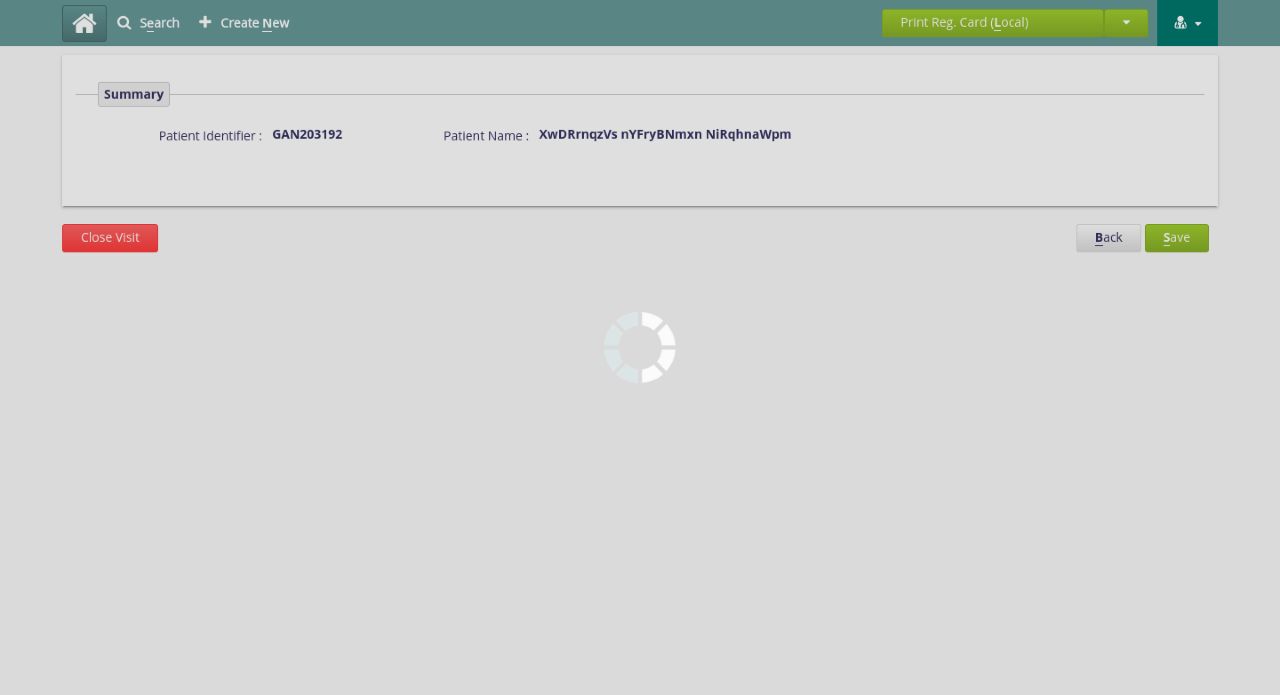 Search
Create New
Print Reg. Card (Local)
Summary
Patient Identifier : GAN203192
Patient Name : XwDRrnqzVs nYFryBNmxn NiRqhnaWpm
Close Visit
Back
Save